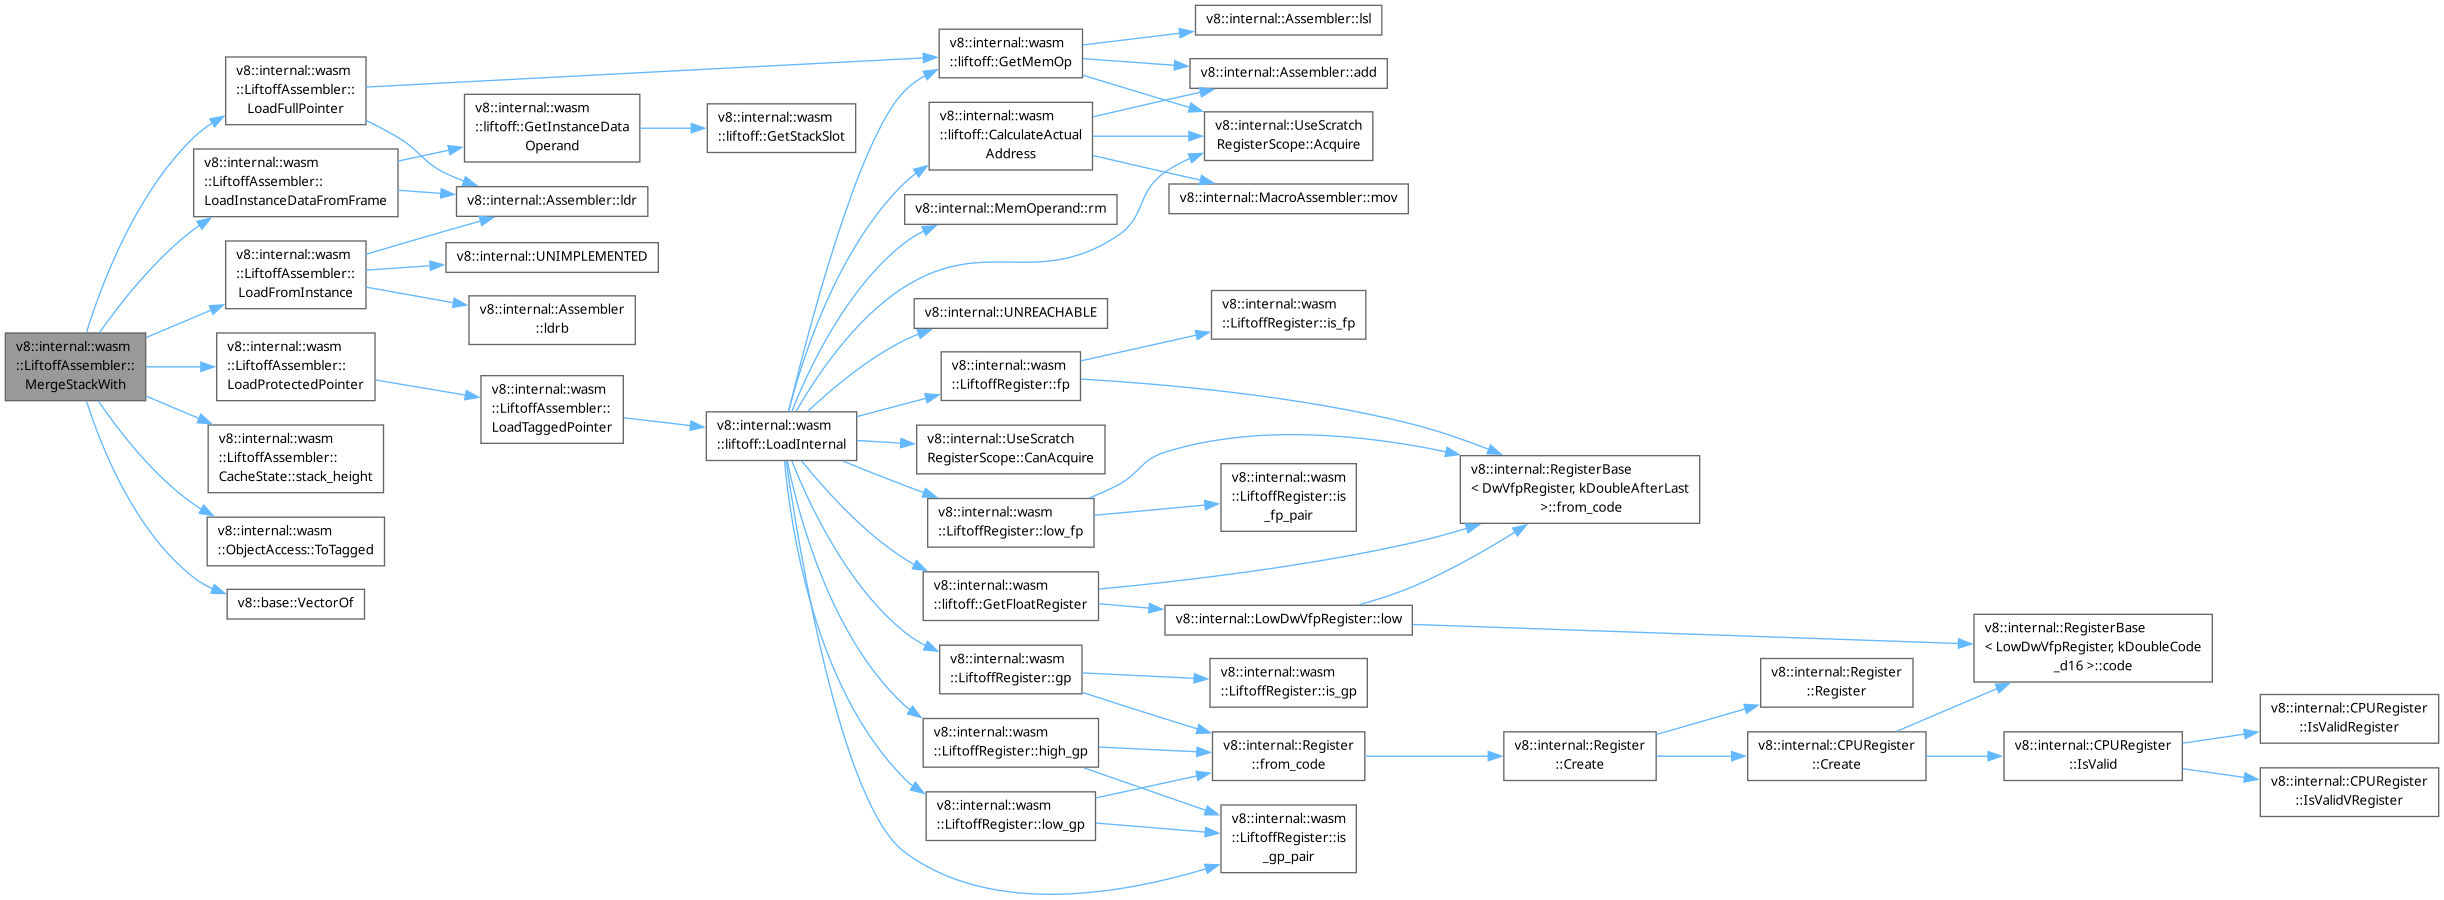 v8::internal::wasm
::LiftoffAssembler::
MergeStackWith
v8::internal::wasm
::LiftoffAssembler::
LoadFullPointer
v8::internal::wasm
::LiftoffAssembler::
LoadInstanceDataFromFrame
v8::internal::wasm
::LiftoffAssembler::
LoadFromInstance
v8::internal::wasm
::LiftoffAssembler::
LoadProtectedPointer
v8::internal::wasm
::LiftoffAssembler::
CacheState::stack_height
v8::internal::wasm
::ObjectAccess::ToTagged
v8::base::VectorOf
v8::internal::wasm
::liftoff::GetInstanceData
Operand
v8::internal::Assembler::ldr
v8::internal::UNIMPLEMENTED
v8::internal::Assembler
::ldrb
v8::internal::wasm
::LiftoffAssembler::
LoadTaggedPointer
v8::internal::wasm
::liftoff::GetStackSlot
v8::internal::wasm
::liftoff::LoadInternal
v8::internal::wasm
::liftoff::GetMemOp
v8::internal::wasm
::liftoff::CalculateActual
Address
v8::internal::MemOperand::rm
v8::internal::UNREACHABLE
v8::internal::wasm
::LiftoffRegister::fp
v8::internal::UseScratch
RegisterScope::CanAcquire
v8::internal::wasm
::LiftoffRegister::low_fp
v8::internal::wasm
::liftoff::GetFloatRegister
v8::internal::wasm
::LiftoffRegister::gp
v8::internal::wasm
::LiftoffRegister::high_gp
v8::internal::wasm
::LiftoffRegister::low_gp
v8::internal::Assembler::lsl
v8::internal::Assembler::add
v8::internal::UseScratch
RegisterScope::Acquire
v8::internal::MacroAssembler::mov
v8::internal::wasm
::LiftoffRegister::is_fp
v8::internal::wasm
::LiftoffRegister::is
_fp_pair
v8::internal::LowDwVfpRegister::low
v8::internal::wasm
::LiftoffRegister::is_gp
v8::internal::Register
::from_code
v8::internal::wasm
::LiftoffRegister::is
_gp_pair
v8::internal::RegisterBase
< DwVfpRegister, kDoubleAfterLast
>::from_code
v8::internal::Register
::Create
v8::internal::Register
::Register
v8::internal::CPURegister
::Create
v8::internal::RegisterBase
< LowDwVfpRegister, kDoubleCode
_d16 >::code
v8::internal::CPURegister
::IsValid
v8::internal::CPURegister
::IsValidRegister
v8::internal::CPURegister
::IsValidVRegister